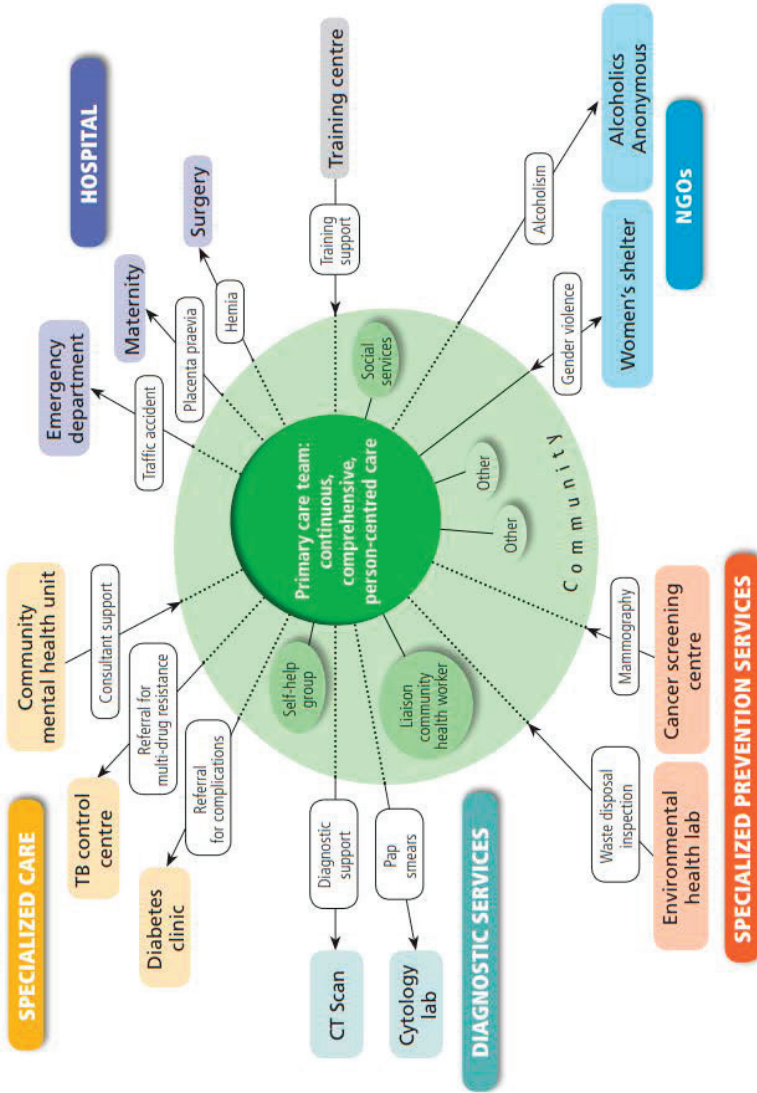 SPECIALIZED CARE
Community
mental health unit
HOSPITAL
Emergency
department
TB control
centre
Consultant support
Traffic accident
Maternity
Diabetes
clinic
Referral for
multi-drug resistance
Placenta praevia
Surgery
Referral
for complications
Hemia
Self-help
group
Primary care team:
continuous,
comprehensive,
person-centred care
CT Scan
Diagnostic
support
Training
support
Training centre
Social
services
Cytology
lab
Pap
smears
Liaison
community
health worker
Other
Other
Alcoholism
DIAGNOSTIC SERVICES
Community
Gender violence
Waste disposal
inspection
Mammography
Women's shelter
Alcoholics
Anonymous
Environmental
health lab
Cancer screening
centre
NGOs
SPECIALIZED PREVENTION SERVICES